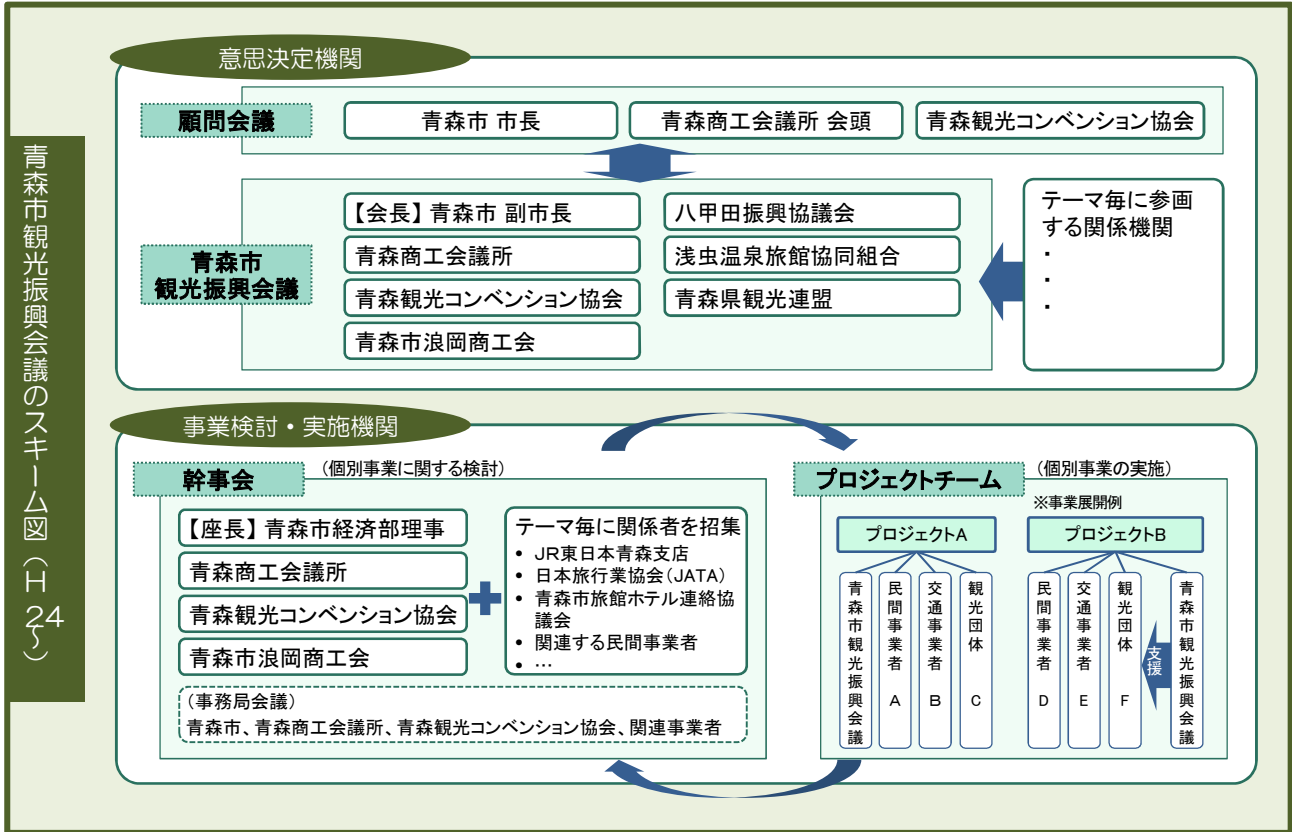 青森市観光振興会議のスキーム図(H24~)
意思決定機関
顧問会議
青森市 市長
青森商工会議所 会頭
青森観光コンベンション協会
青森市
観光振興会議
【会長】青森市 副市長
青森商工会議所
青森観光コンベンション協会
青森市浪岡商工会
八甲田振興協議会
浅虫温泉旅館協同組合
青森県観光連盟
テーマ毎に参画
する関係機関
・
・
・
事業検討・実施機関
幹事会
(個別事業に関する検討)
【座長】青森市経済部理事
青森商工会議所
青森観光コンベンション協会
青森市浪岡商工会
テーマ毎に関係者を招集
• JR東日本青森支店
• 日本旅行業協会(JATA)
• 青森市旅館ホテル連絡協
議会
• 関連する民間事業者
• …
(事務局会議)
青森市、青森商工会議所、青森観光コンベンション協会、関連事業者
プロジェクトチーム
(個別事業の実施)
※事業展開例
プロジェクトA
青森市観光振興会議
民間事業者 A
交通事業者 B
観光団体 C
プロジェクトB
民間事業者 D
交通事業者 E
観光団体 F
支援
青森市観光振興会議